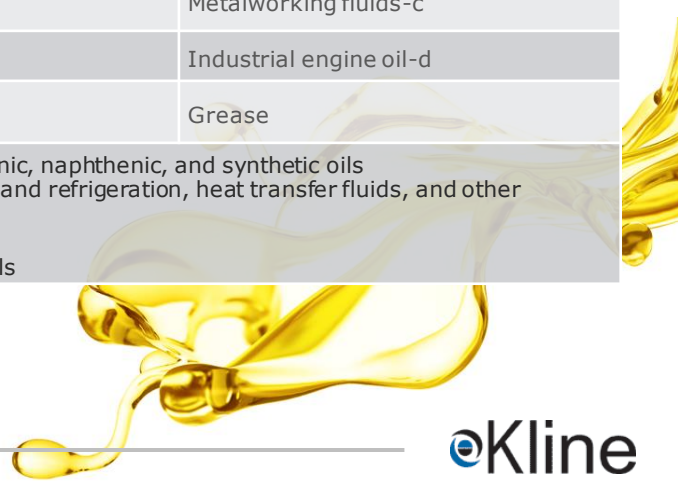 Metalworking fluids-c
Industrial engine oil-d
Grease
nic, naphthenic, and synthetic oils
and refrigeration, heat transfer fluids, and other
ls
Kline